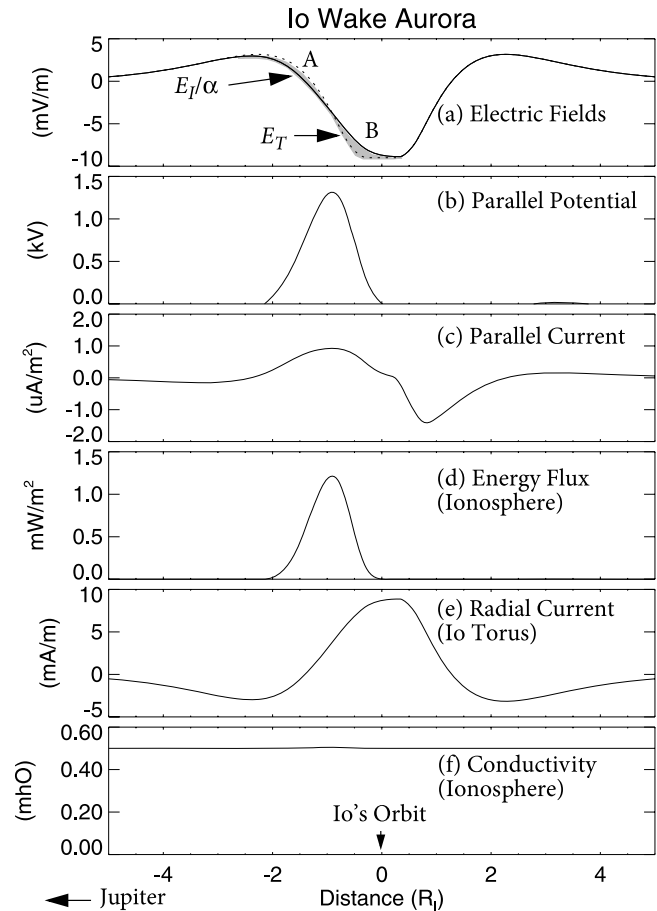 Io Wake Aurora
5
0
-5
-10
(mV/m)
A
E_I/α
E_T
B
(a) Electric Fields
1.5
1.0
0.5
0.0
(kV)
(b) Parallel Potential
2.0
1.0
0.0
-1.0
-2.0
(uA/m²)
(c) Parallel Current
1.5
1.0
0.5
0.0
mW/m²
(d) Energy Flux
(Ionosphere)
10
5
0
-5
(mA/m)
(e) Radial Current
(Io Torus)
0.60
0.40
0.20
0.00
(mhO)
(f) Conductivity
(Ionosphere)
Io's Orbit
-4 -2 0 2 4
Jupiter
Distance (R_I)